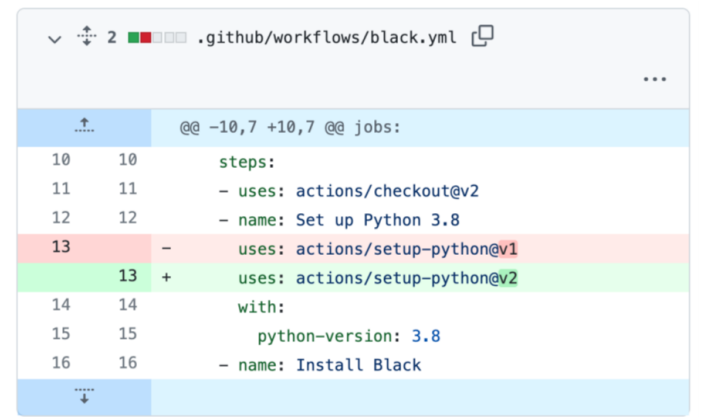 2 .github/workflows/black.yml
...
@@ -10,7 +10,7 @@ jobs:
10 10 steps:
11 11 - uses: actions/checkout@v2
12 12 - name: Set up Python 3.8
13 - uses: actions/setup-python@v1
13 + uses: actions/setup-python@v2
14 14 with:
15 15 python-version: 3.8
16 16 - name: Install Black